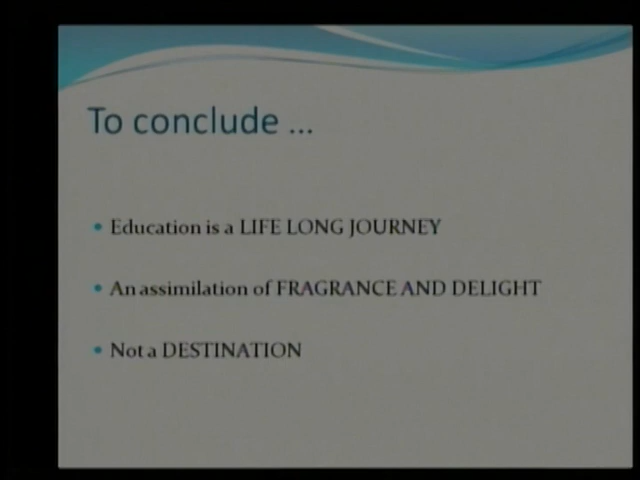 To conclude ...
Education is a LIFE LONG JOURNEY
An assimilation of FRAGRANCE AND DELIGHT
Not a DESTINATION